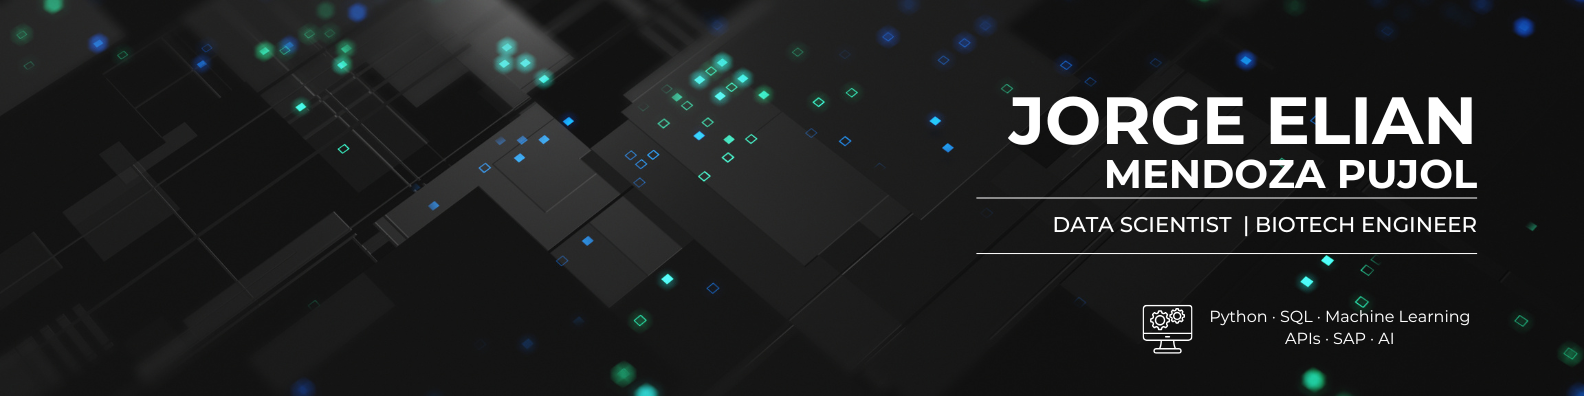 JORGE ELIAN
MENDOZA PUJOL
DATA SCIENTIST | BIOTECH ENGINEER
Python · SQL · Machine Learning
APIs · SAP · AI